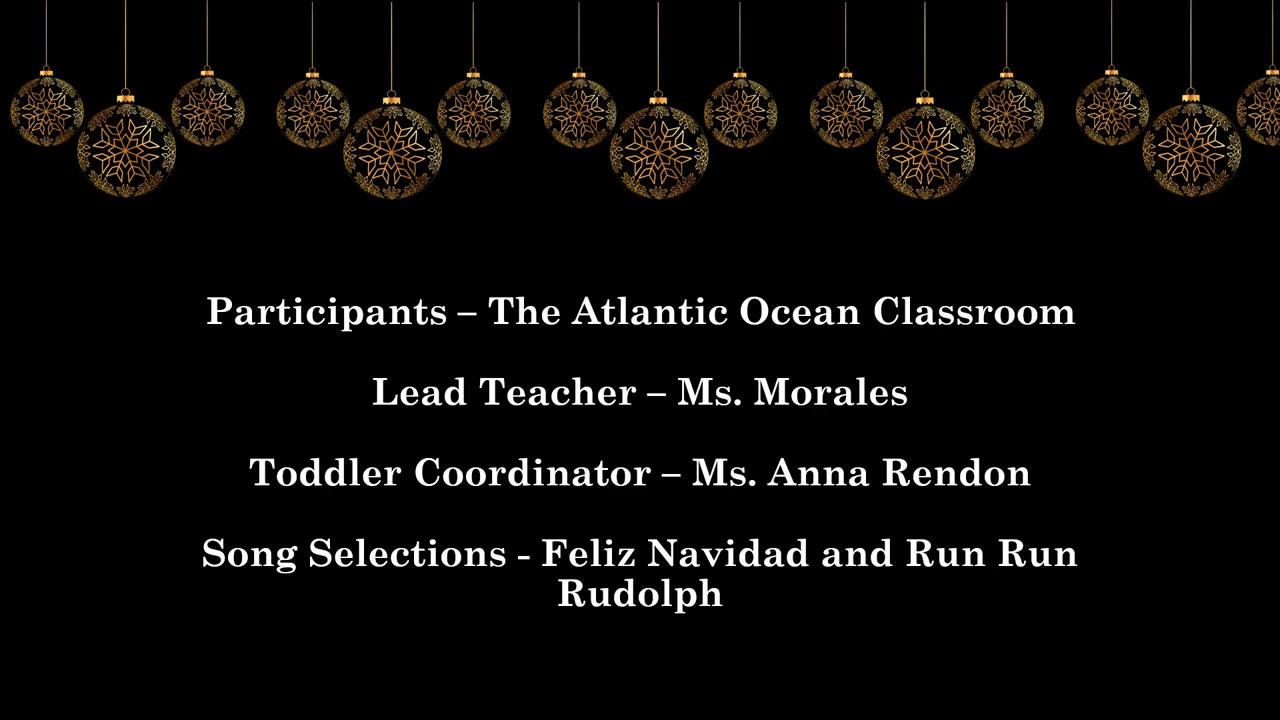 Participants – The Atlantic Ocean Classroom
Lead Teacher – Ms. Morales
Toddler Coordinator – Ms. Anna Rendon
Song Selections - Feliz Navidad and Run Run
Rudolph